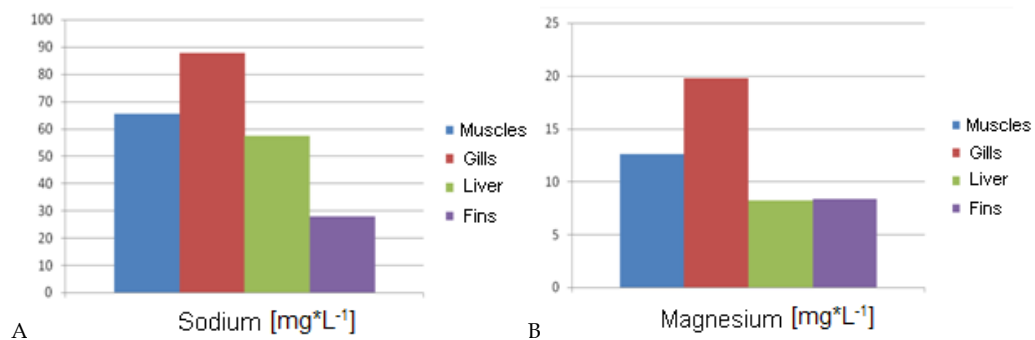 100
90
80
70
60
50
40
30
20
10
0
Muscles
Gills
Liver
Fins
A
Sodium [mg*L-1]
25
20
15
10
5
0
Muscles
Gills
Liver
Fins
B
Magnesium [mg*L-1]